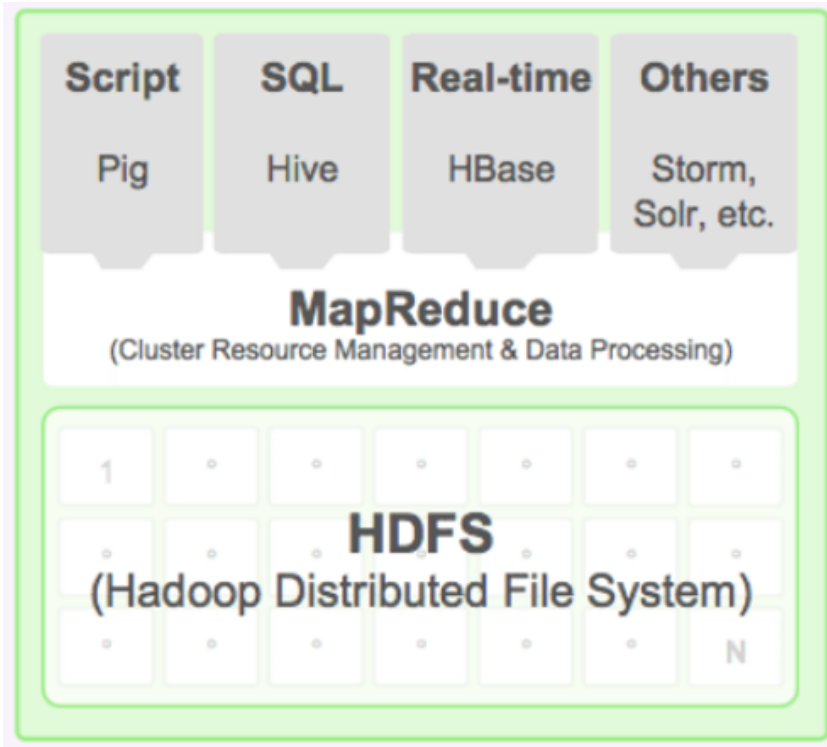 Script
Pig
SQL
Hive
Real-time
HBase
Others
Storm,
Solr, etc.
MapReduce
(Cluster Resource Management & Data Processing)
1
HDFS
(Hadoop Distributed File System)
N